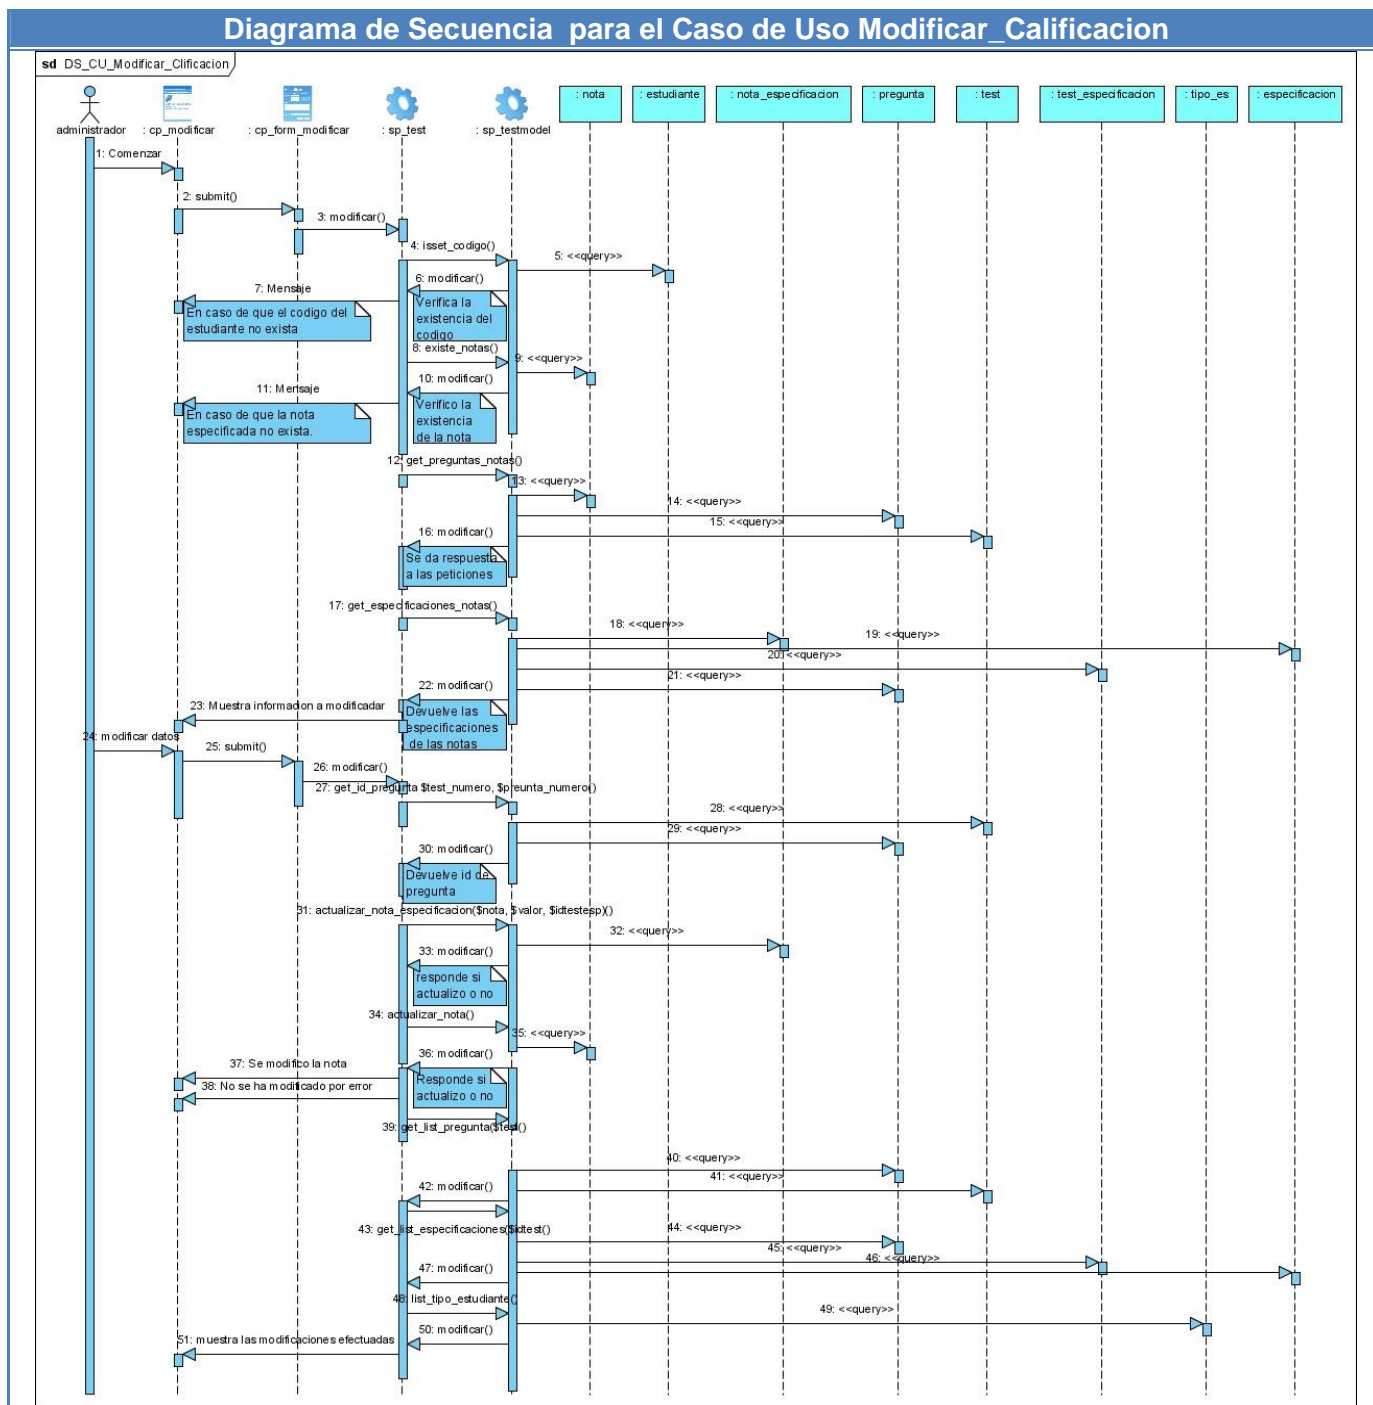 Diagrama de Secuencia  para el Caso de Uso Modificar_Calificacion
sd DS_CU_Modificar_Clificacion
administrador
: cp_modificar
: cp_form_modificar
: sp_test
: sp_testmodel
: nota
: estudiante
: nota_especificacion
: pregunta
: test
: test_especificacion
: tipo_es
: especificacion
1: Comenzar
2: submit()
3: modificar()
4: isset_codigo()
5: <<query>>
6: modificar()
7: Mensaje
Verifica la
existencia del
codigo
En caso de que el codigo del
estudiante no exista
8: existe_notas()
9: <<query>>
10: modificar()
11: Mensaje
Verifico la
existencia
de la nota
En caso de que la nota
especificada no exista.
12: get_preguntas_notas()
13: <<query>>
14: <<query>>
15: <<query>>
16: modificar()
Se da respuesta
a las peticiones
17: get_especificaciones_notas()
18: <<query>>
19: <<query>>
20: <<query>>
21: <<query>>
22: modificar()
23: Muestra informacion a modificadar
Devuelve las
especificaciones
de las notas
24: modificar datos
25: submit()
26: modificar()
27: get_id_pregunta $test_numero, $preunta_numero()
28: <<query>>
29: <<query>>
30: modificar()
Devuelve id de
pregunta
31: actualizar_nota_especificacion($nota, $valor, $idtestesp)()
32: <<query>>
33: modificar()
responde si
actualizo o no
34: actualizar_nota()
35: <<query>>
36: modificar()
37: Se modifico la nota
Responde si
actualizo o no
38: No se ha modificado por error
39: get_list_pregunta($test()
40: <<query>>
41: <<query>>
42: modificar()
43: get_list_especificaciones($idtest()
44: <<query>>
45: <<query>>
46: <<query>>
47: modificar()
48: list_tipo_estudiante()
49: <<query>>
50: modificar()
51: muestra las modificaciones efectuadas